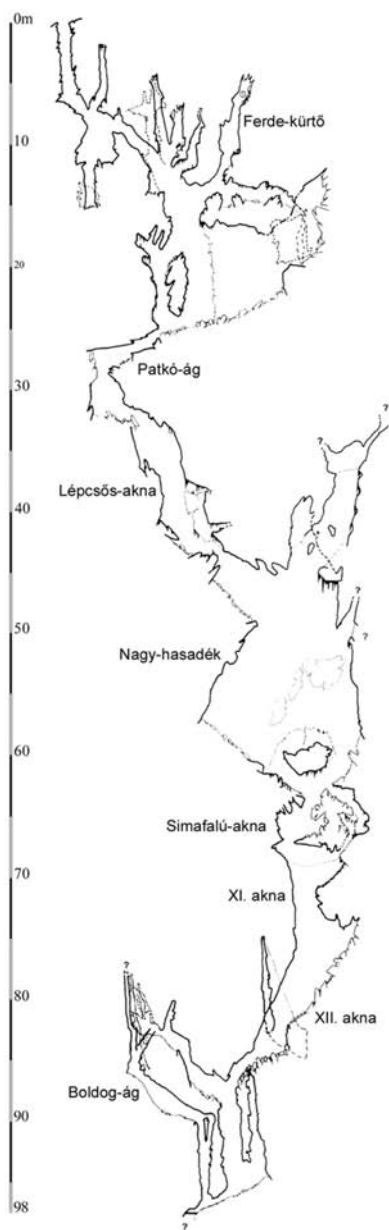 0m
Ferde-kürtő
10
20
Patkó-ág
30
?
?
Lépcsős-akna
40
?
50
?
Nagy-hasadék
60
Simafalú-akna
70
XI. akna
?
80
XII. akna
Boldog-ág
90
98
?